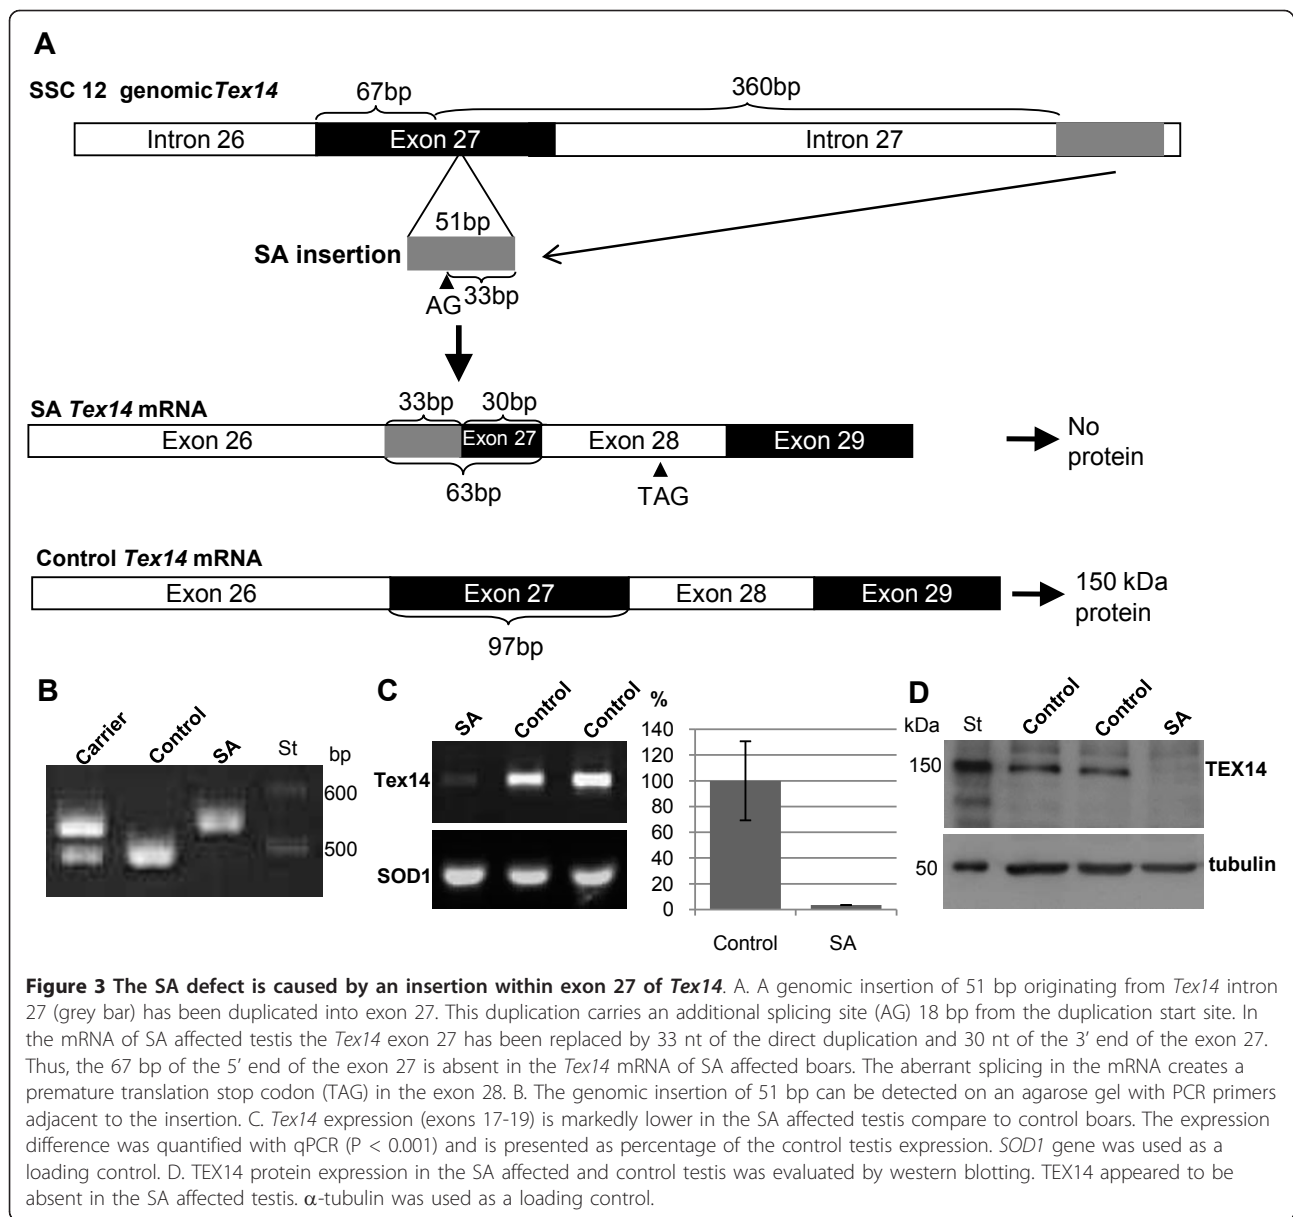 A
SSC 12 genomicTex14
67bp
360bp
Intron 26
Exon 27
Intron 27
51bp
SA insertion
AG
33bp
SA Tex14 mRNA
33bp
30bp
Exon 26
Exon 27
Exon 28
Exon 29
No
protein
63bp
TAG
Control Tex14 mRNA
Exon 26
Exon 27
Exon 28
Exon 29
150 kDa
protein
97bp
B
Carrier
Control
SA
St
bp
600
500
C
SA
Control
Control
Tex14
SOD1
%
140
120
100
80
60
40
20
0
Control
SA
D
kDa
St
Control
Control
SA
150
TEX14
50
tubulin
Figure 3 The SA defect is caused by an insertion within exon 27 of Tex14. A. A genomic insertion of 51 bp originating from Tex14 intron
27 (grey bar) has been duplicated into exon 27. This duplication carries an additional splicing site (AG) 18 bp from the duplication start site. In
the mRNA of SA affected testis the Tex14 exon 27 has been replaced by 33 nt of the direct duplication and 30 nt of the 3' end of the exon 27.
Thus, the 67 bp of the 5' end of the exon 27 is absent in the Tex14 mRNA of SA affected boars. The aberrant splicing in the mRNA creates a
premature translation stop codon (TAG) in the exon 28. B. The genomic insertion of 51 bp can be detected on an agarose gel with PCR primers
adjacent to the insertion. C. Tex14 expression (exons 17-19) is markedly lower in the SA affected testis compare to control boars. The expression
difference was quantified with qPCR (P < 0.001) and is presented as percentage of the control testis expression. SOD1 gene was used as a
loading control. D. TEX14 protein expression in the SA affected and control testis was evaluated by western blotting. TEX14 appeared to be
absent in the SA affected testis. α-tubulin was used as a loading control.